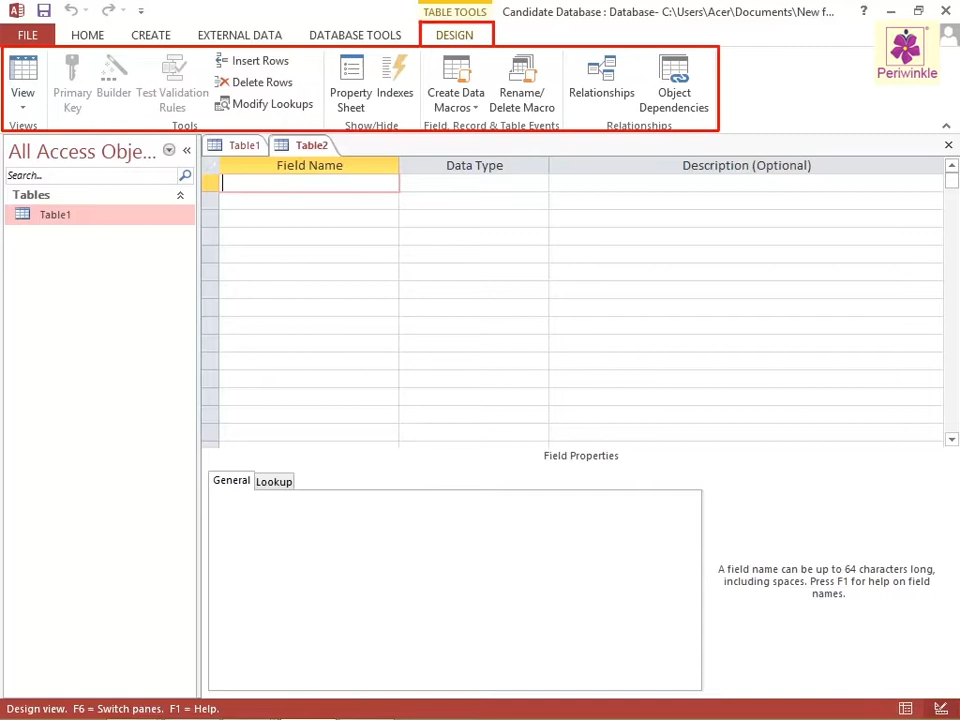 TABLE TOOLS
Candidate Database : Database- C:\Users\Acer\Documents\New f...
?
FILE
HOME
CREATE
EXTERNAL DATA
DATABASE TOOLS
DESIGN
Periwinkle
View
Primary Key
Builder
Test Validation Rules
Insert Rows
Delete Rows
Modify Lookups
Property Sheet
Indexes
Create Data Macros
Rename/ Delete Macro
Relationships
Object Dependencies
Views
Tools
Show/Hide
Field, Record & Table Events
Relationships
All Access Obje...
Search...
Tables
Table1
Table1
Table2
Field Name
Data Type
Description (Optional)
Field Properties
General
Lookup
A field name can be up to 64 characters long,
including spaces. Press F1 for help on field
names.
Design view. F6 = Switch panes. F1 = Help.